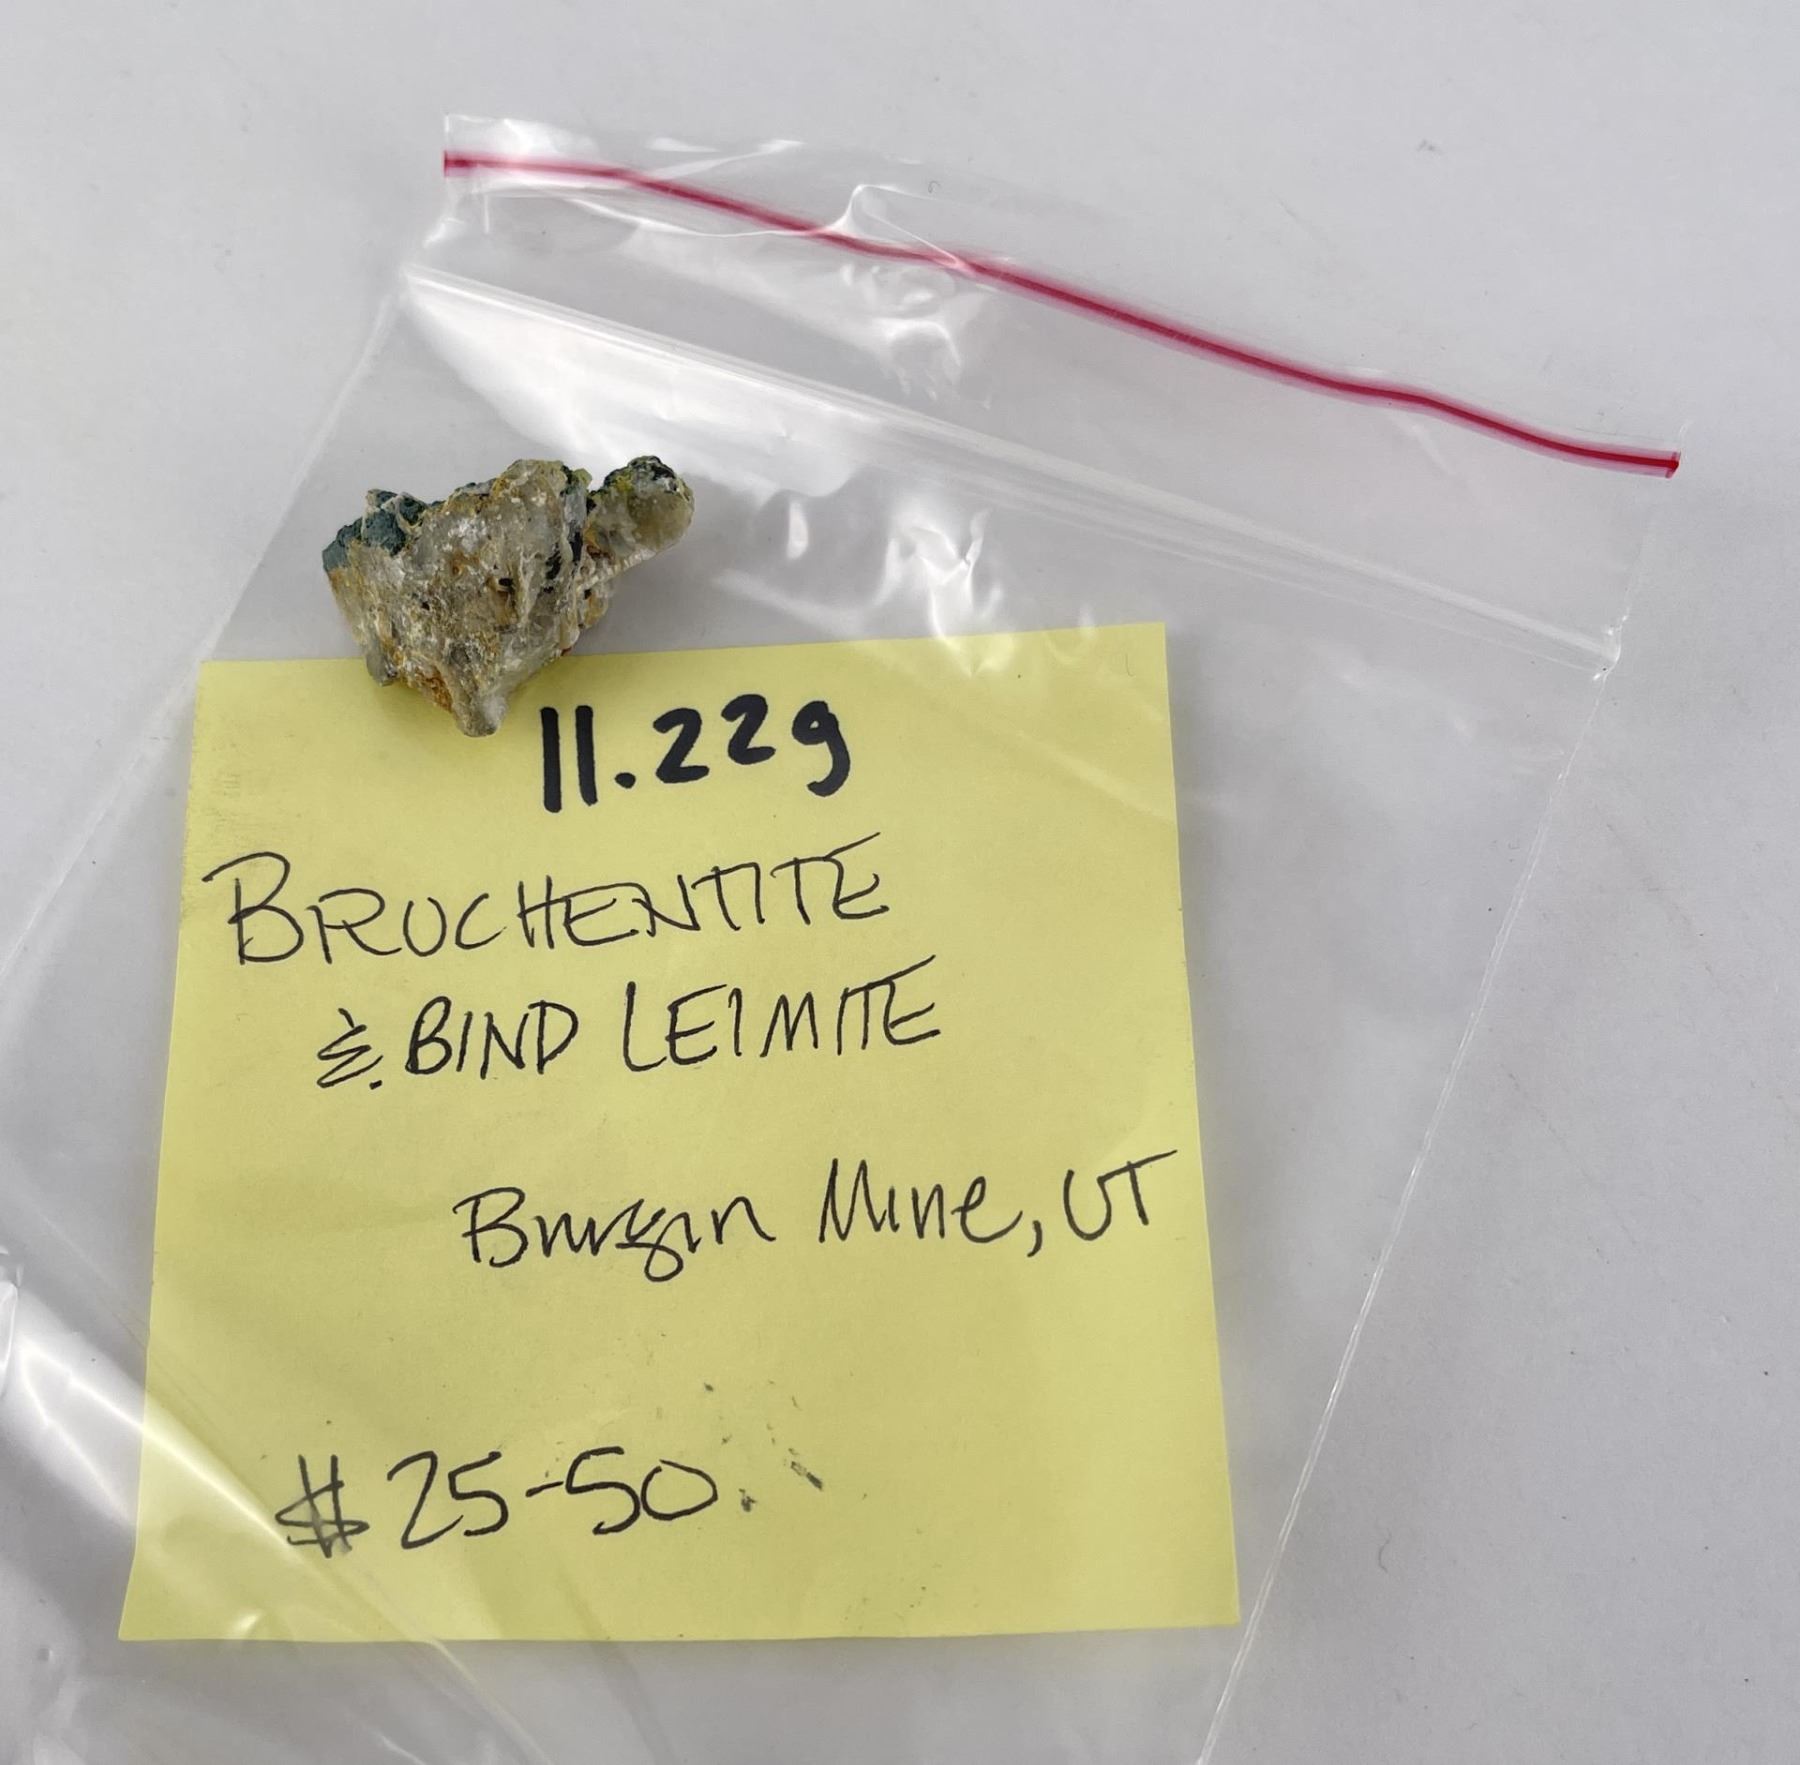 11.22g
BRUCHENTITE
& BIND LEIMITE
Burgin Mine, UT
$25-50.